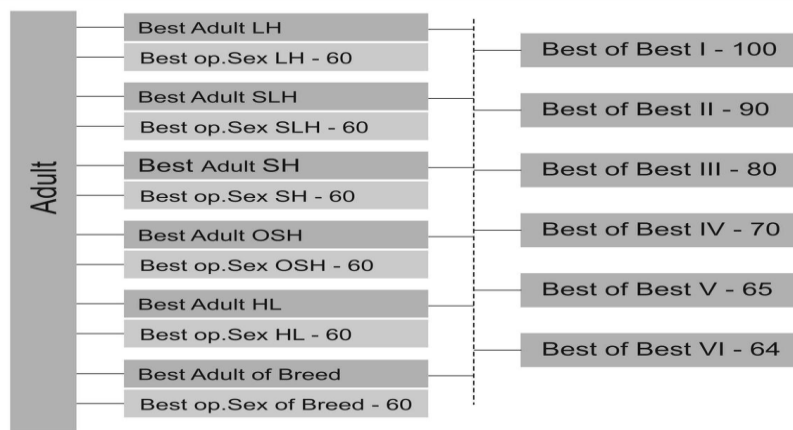 Adult
Best Adult LH
Best op.Sex LH - 60
Best Adult SLH
Best op.Sex SLH - 60
Best Adult SH
Best op.Sex SH - 60
Best Adult OSH
Best op.Sex OSH - 60
Best Adult HL
Best op.Sex HL - 60
Best Adult of Breed
Best op.Sex of Breed - 60
Best of Best I - 100
Best of Best II - 90
Best of Best III - 80
Best of Best IV - 70
Best of Best V - 65
Best of Best VI - 64